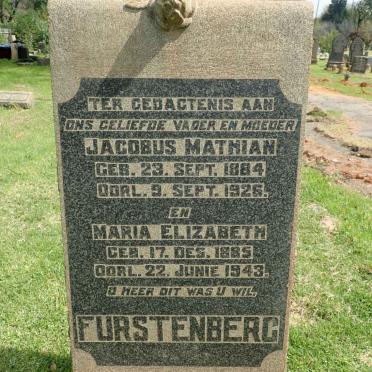 TER GEDACTENIS AAN
ONS GELIEFDE VADER EN MOEDER
JACOBUS MATHIAN
GEB. 23. SEPT. 1884
OORL. 9. SEPT. 1926.
EN
MARIA ELIZABETH
GEB. 17. DES. 1885
OORL. 22. JUNIE 1943.
O HEER DIT WAS U WIL.
FURSTENBERG